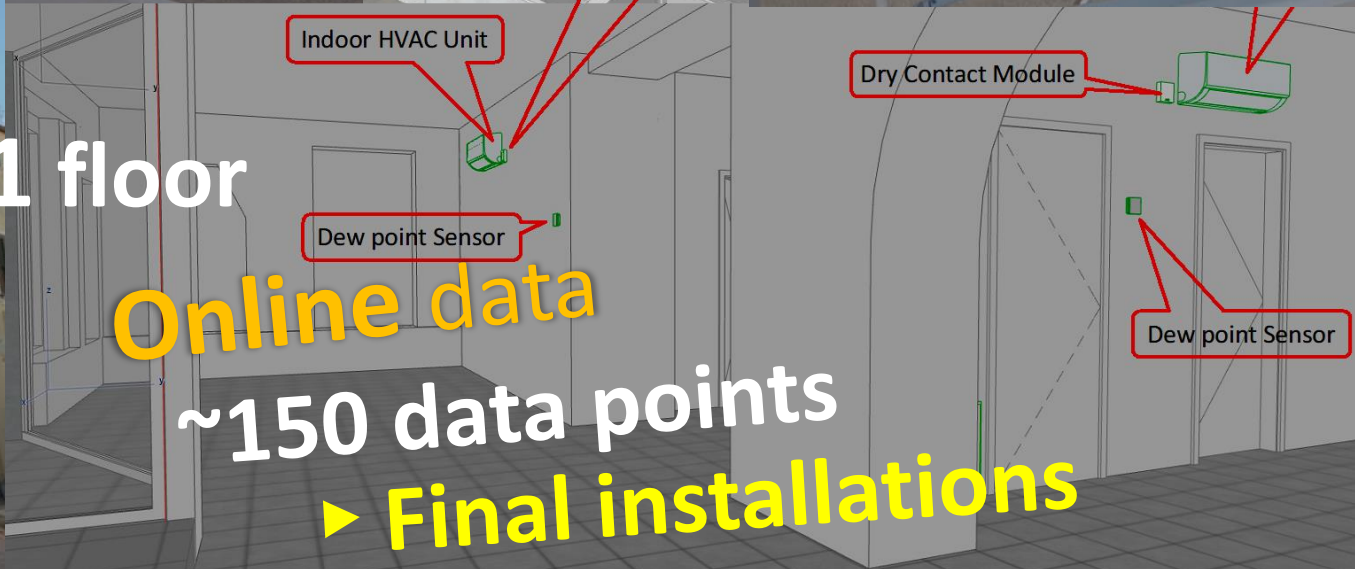 Indoor HVAC Unit
Dry Contact Module
1 floor
Dew point Sensor
Dew point Sensor
Online data
~150 data points
▸ Final installations